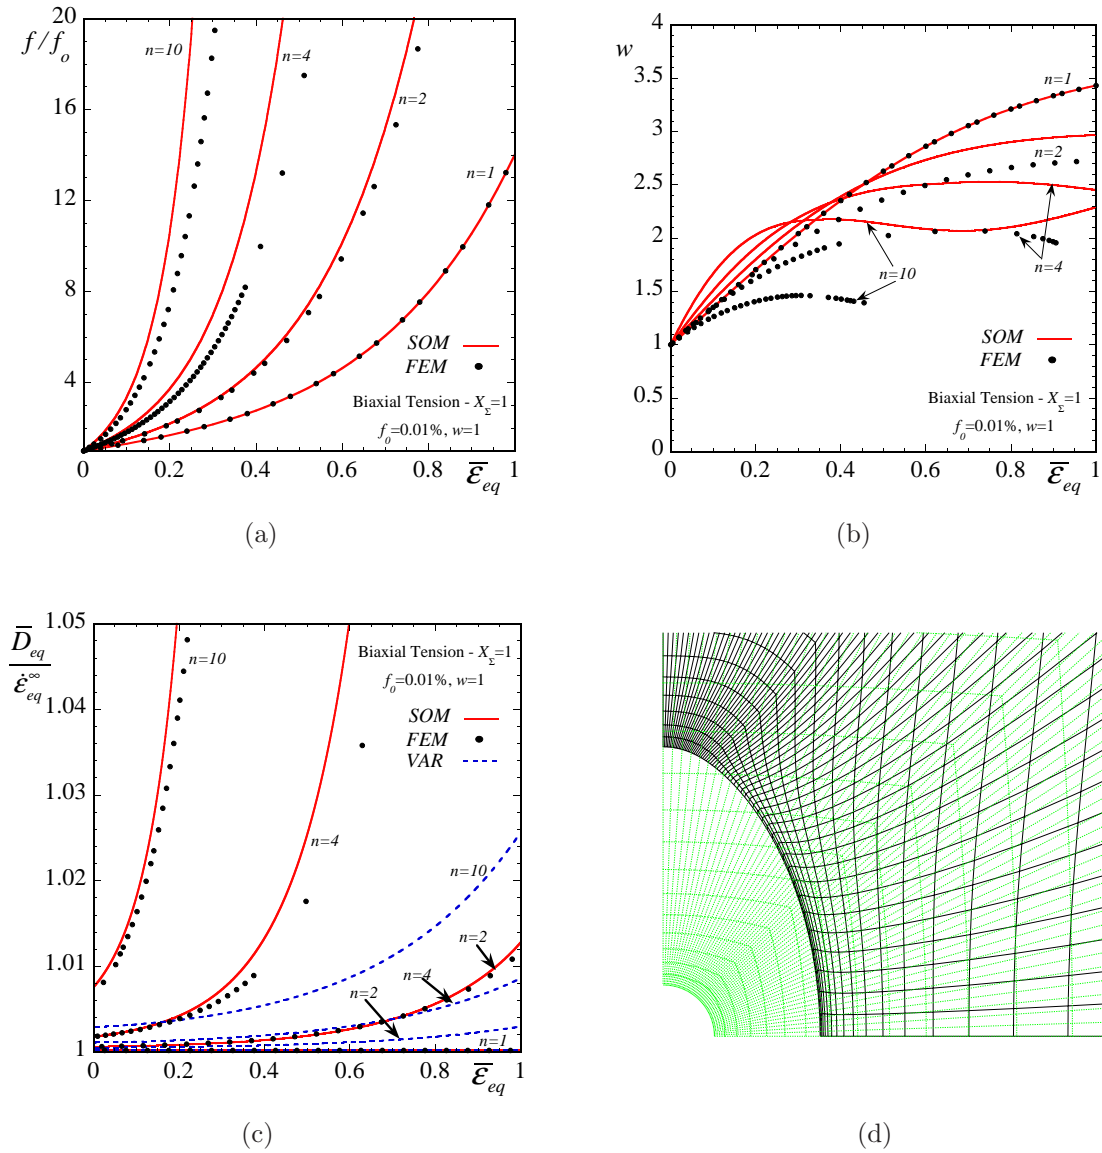 20
f/f_o
16
12
8
4
n=10
n=4
n=2
n=1
SOM
FEM
Biaxial Tension - X_Σ=1
f_0=0.01%, w=1
0 0.2 0.4 0.6 0.8 1
ε̅_eq
(a)
4
w
3.5
3
2.5
2
1.5
1
0.5
0
n=1
n=2
n=10
n=4
SOM
FEM
Biaxial Tension - X_Σ=1
f_0=0.01%, w=1
0 0.2 0.4 0.6 0.8 1
ε̅_eq
(b)
1.05
D̅_eq
ε̇^∞_eq
1.04
1.03
1.02
1.01
1
n=10
Biaxial Tension - X_Σ=1
f_0=0.01%, w=1
SOM
FEM
VAR
n=4
n=10
n=2
n=4
n=2
n=1
0 0.2 0.4 0.6 0.8 1
ε̅_eq
(c)
(d)